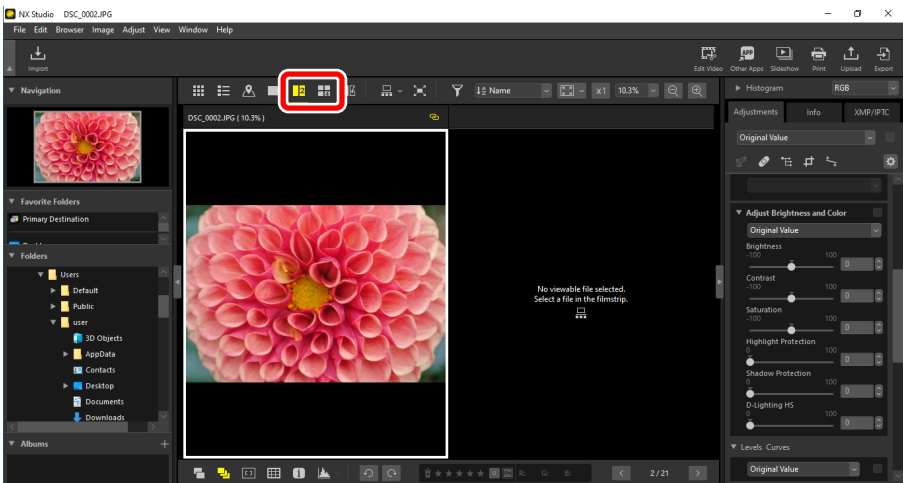 NX Studio DSC_0002.JPG
File Edit Browser Image Adjust View Window Help
Import
Edit Video Other Apps Slideshow Print Upload Export
APP
Navigation
2
Name
x1 10.3%
Histogram RGB
DSC_0002.JPG ( 10.3% )
Adjustments Info XMP/IPTC
Original Value
Favorite Folders
Primary Destination
Folders
Users
Default
Public
user
3D Objects
AppData
Contacts
Desktop
Documents
Downloads
Albums
No viewable file selected.
Select a file in the filmstrip.
Adjust Brightness and Color
Original Value
Brightness
-100 100 0
Contrast
-100 100 0
Saturation
-100 100 0
Highlight Protection
0 100 0
Shadow Protection
0 100 0
D-Lighting HS
0 100 0
Levels Curves
Original Value
R: G: B:
2 / 21